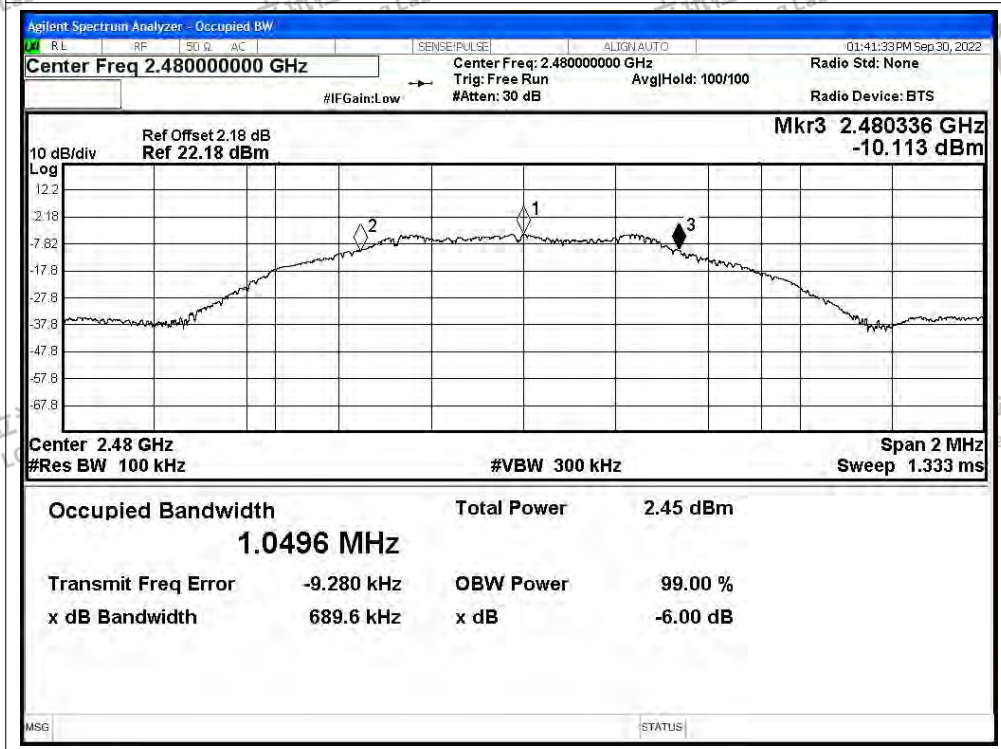 Agilent Spectrum Analyzer - Occupied BW
LXI RL RF 50 Ω AC SENSE:PULSE ALIGN AUTO 01:41:33 PM Sep 30, 2022
Center Freq 2.480000000 GHz Center Freq: 2.480000000 GHz Radio Std: None
Trig: Free Run Avg|Hold: 100/100
#IFGain:Low #Atten: 30 dB Radio Device: BTS
Ref Offset 2.18 dB Mkr3 2.480336 GHz
10 dB/div Ref 22.18 dBm -10.113 dBm
Log
12.2
2.18
-7.82
-17.8
-27.8
-37.8
-47.8
-57.8
-67.8
2
1
3
Center 2.48 GHz Span 2 MHz
#Res BW 100 kHz #VBW 300 kHz Sweep 1.333 ms
Occupied Bandwidth Total Power 2.45 dBm
1.0496 MHz
Transmit Freq Error -9.280 kHz OBW Power 99.00 %
x dB Bandwidth 689.6 kHz x dB -6.00 dB
MSG STATUS